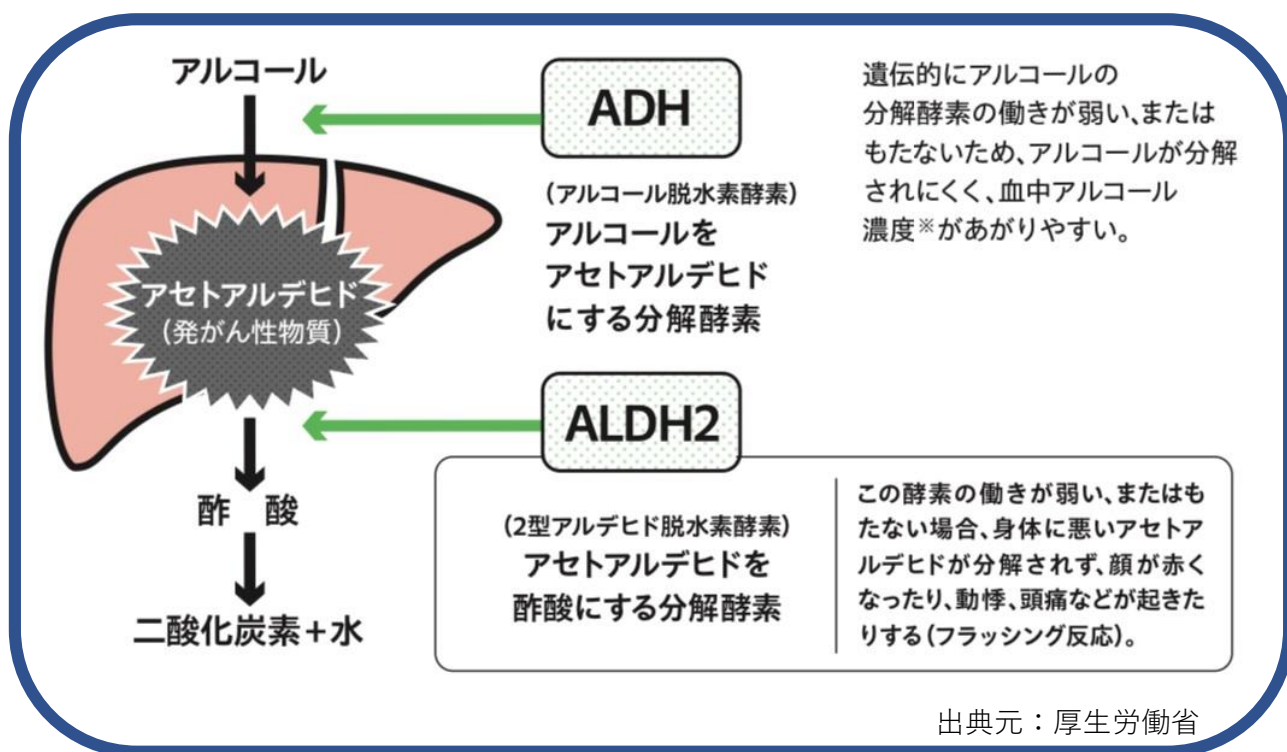 アルコール
ADH
(アルコール脱水素酵素)
アルコールを
アセトアルデヒド
にする分解酵素
遺伝的にアルコールの
分解酵素の働きが弱い、または
もたないため、アルコールが分解
されにくく、血中アルコール
濃度※があがりやすい。
アセトアルデヒド
(発がん性物質)
ALDH2
(2型アルデヒド脱水素酵素)
アセトアルデヒドを
酢酸にする分解酵素
この酵素の働きが弱い、またはも
たない場合、身体に悪いアセトア
ルデヒドが分解されず、顔が赤く
なったり、動悸、頭痛などが起きた
りする(フラッシング反応)。
酢 酸
二酸化炭素+水
出典元:厚生労働省